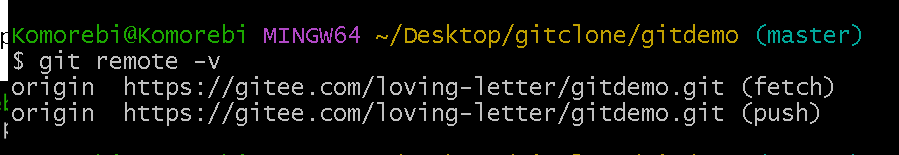 Komorebi@Komorebi MINGW64 ~/Desktop/gitclone/gitdemo (master)
$ git remote -v
origin  https://gitee.com/loving-letter/gitdemo.git (fetch)
origin  https://gitee.com/loving-letter/gitdemo.git (push)